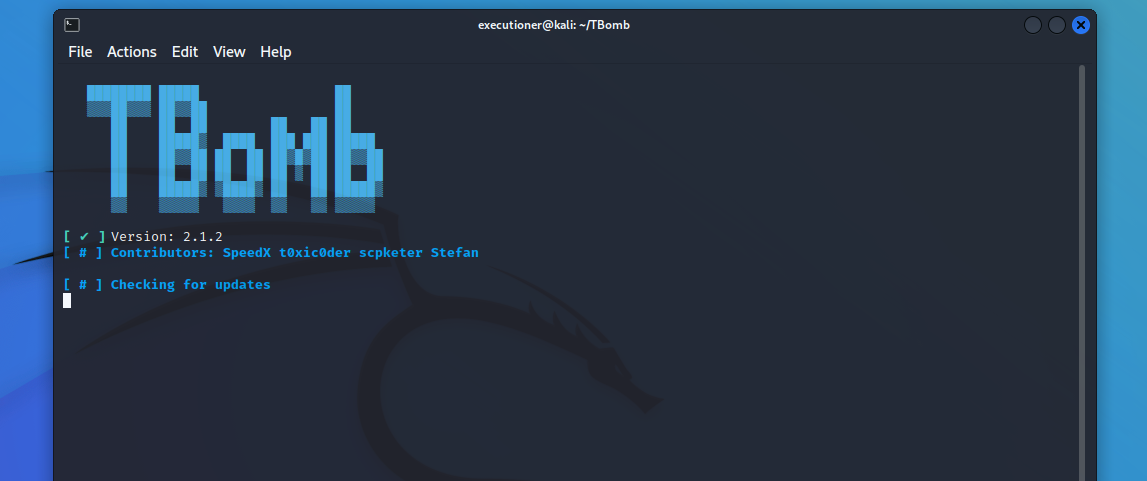 executioner@kali: ~/TBomb
File Actions Edit View Help
TBomb
[ ✔ ] Version: 2.1.2
[ # ] Contributors: SpeedX t0xic0der scpketer Stefan
[ # ] Checking for updates